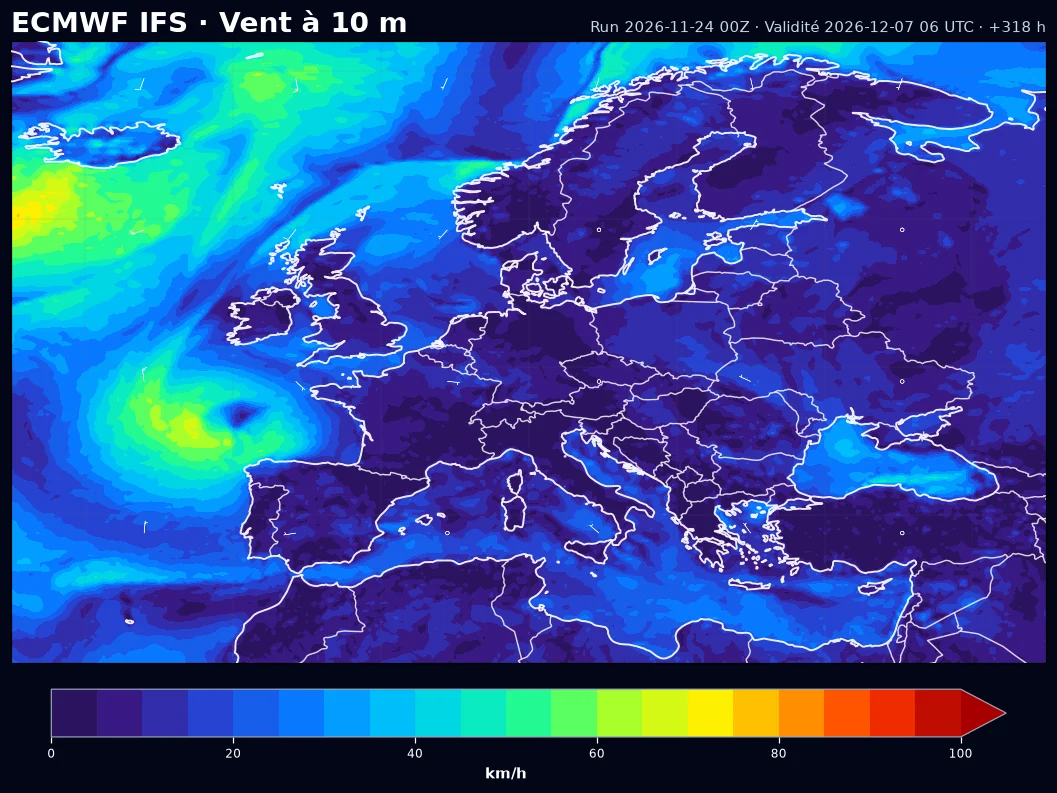 ECMWF IFS · Vent à 10 m
Run 2026-11-24 00Z · Validité 2026-12-07 06 UTC · +318 h
0 20 40 60 80 100
km/h